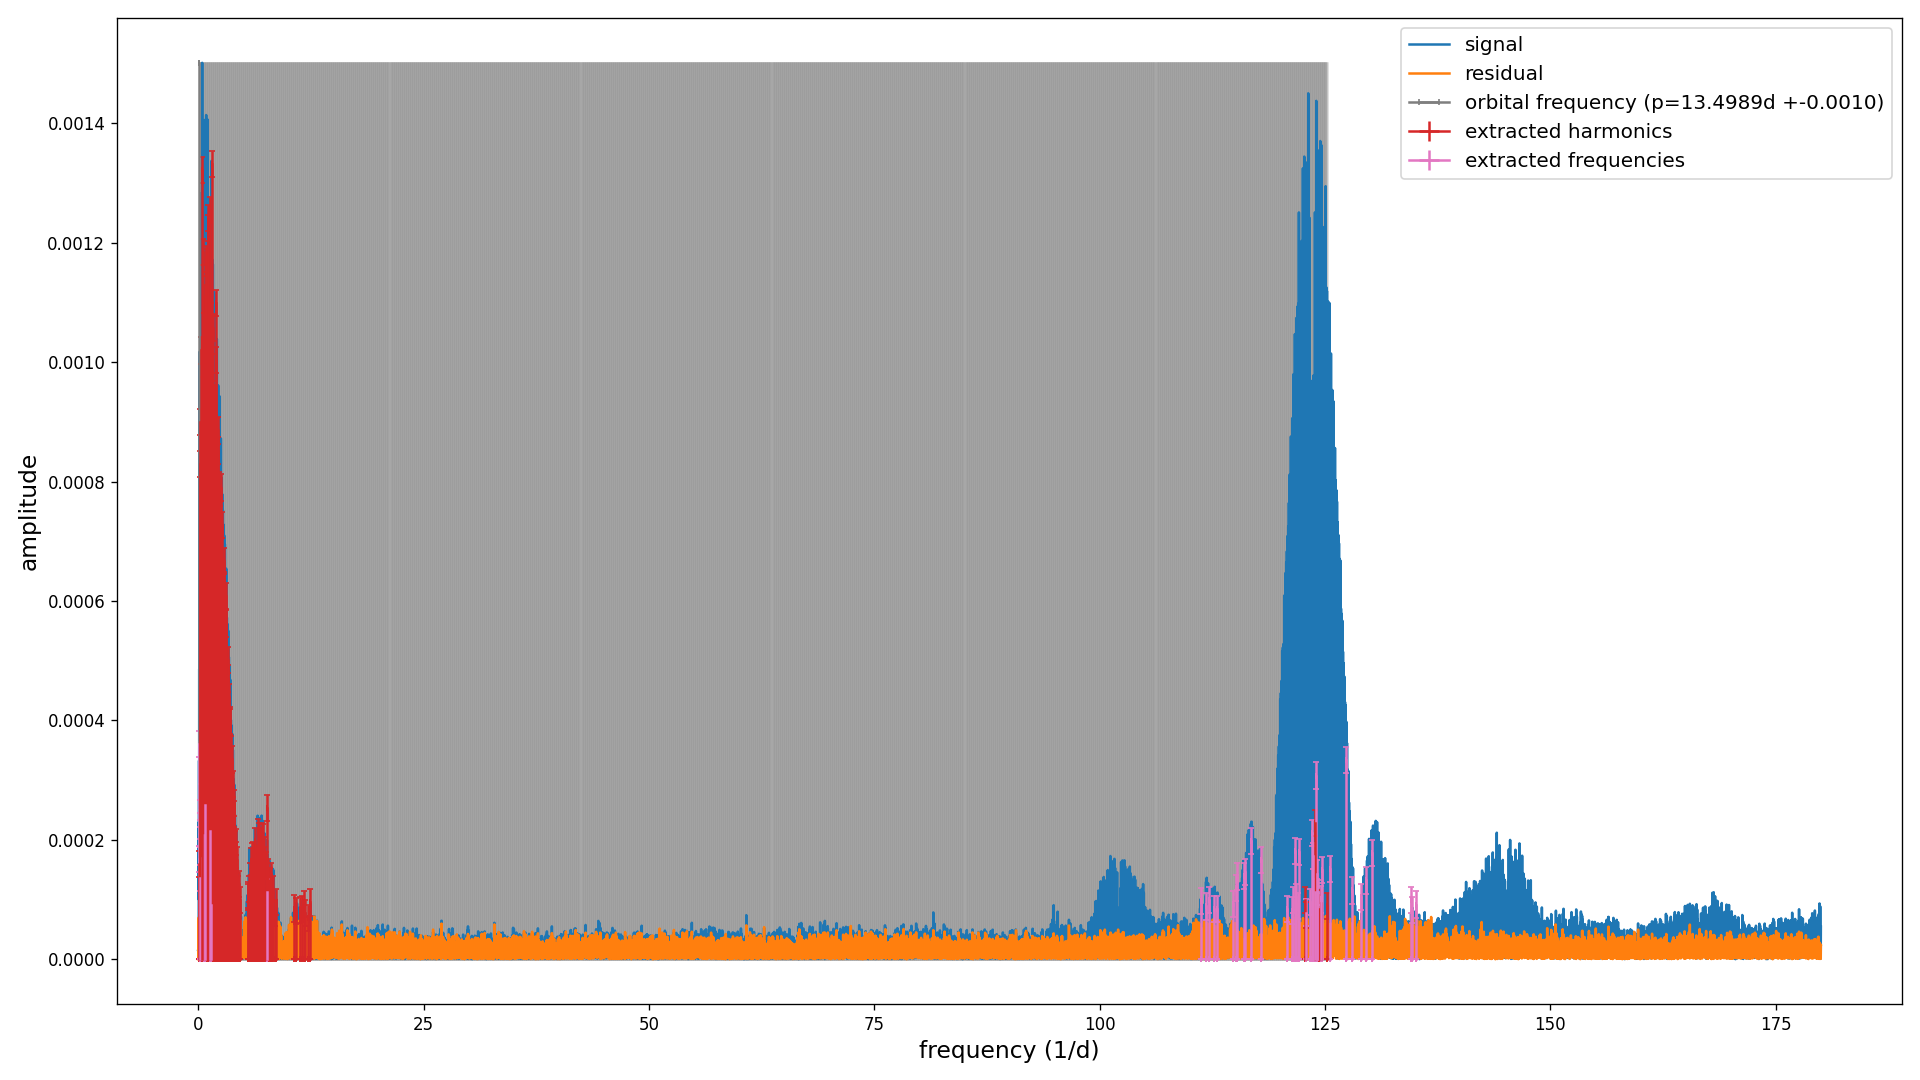 signal
residual
orbital frequency (p=13.4989d +-0.0010)
extracted harmonics
extracted frequencies
0.0014
0.0012
0.0010
0.0008
0.0006
0.0004
0.0002
0.0000
amplitude
0 25 50 75 100 125 150 175
frequency (1/d)